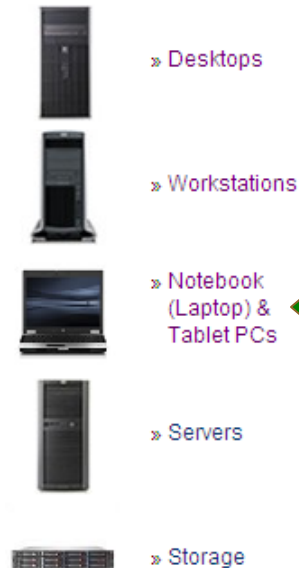 » Desktops
» Workstations
» Notebook
(Laptop) &
Tablet PCs
» Servers
» Storage